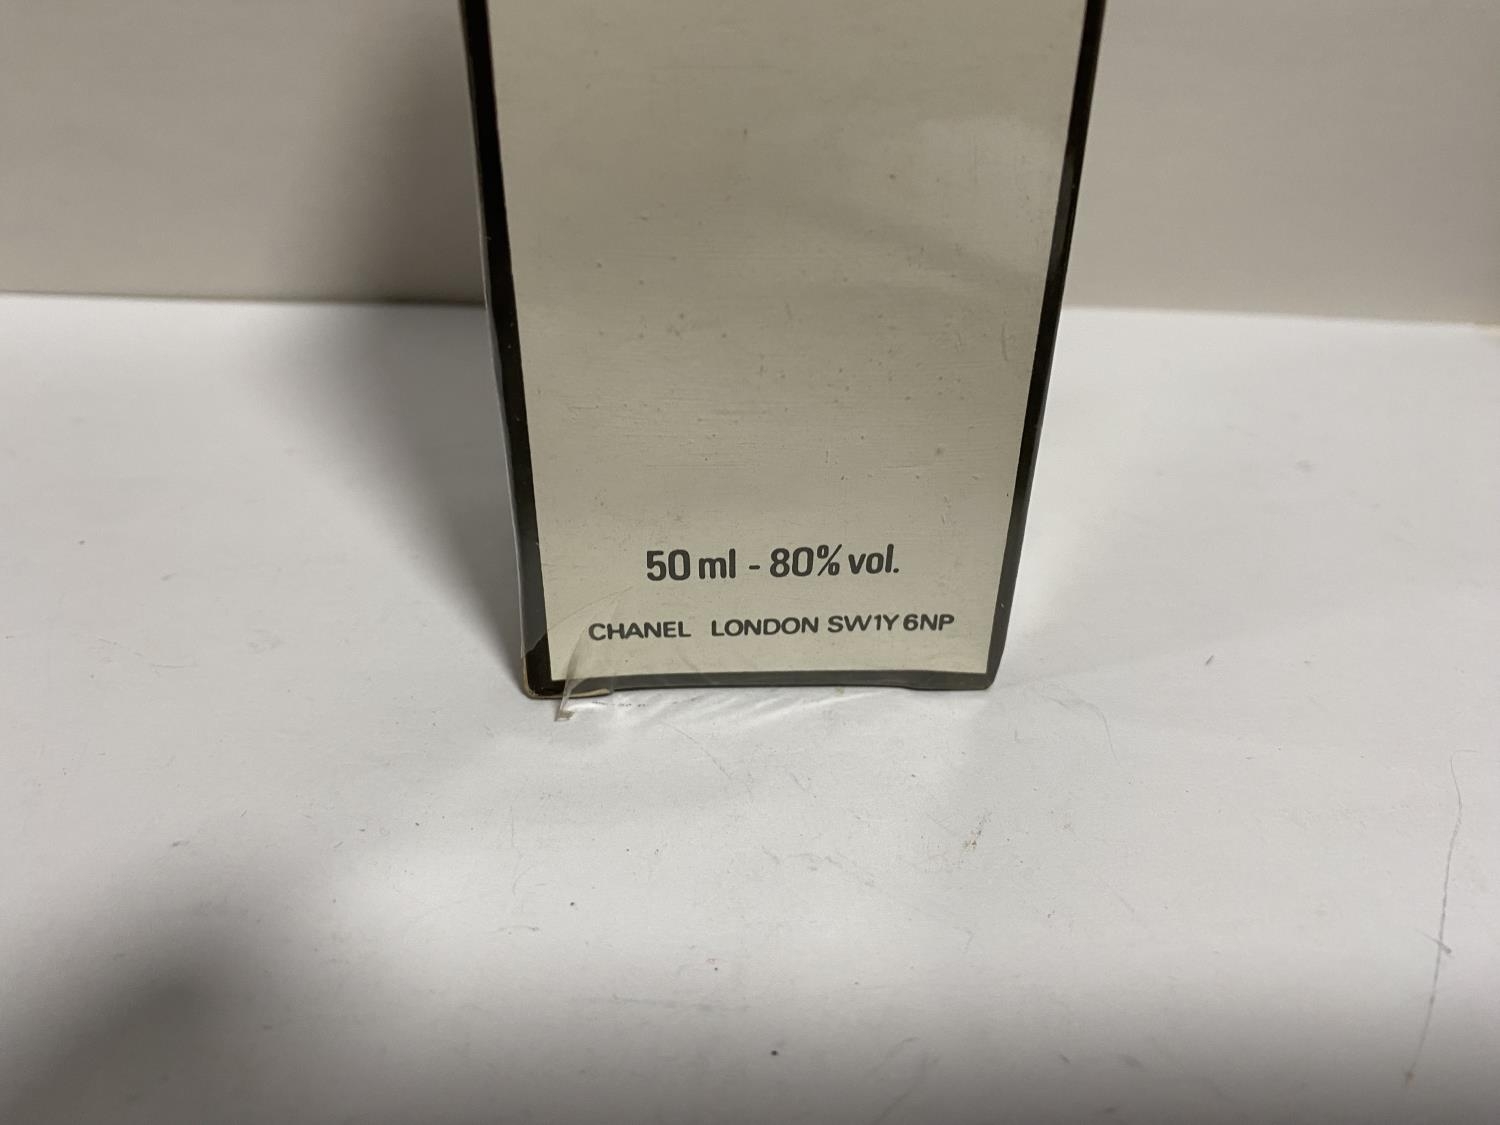 50 ml - 80% vol.
CHANEL LONDON SW1Y 6NP